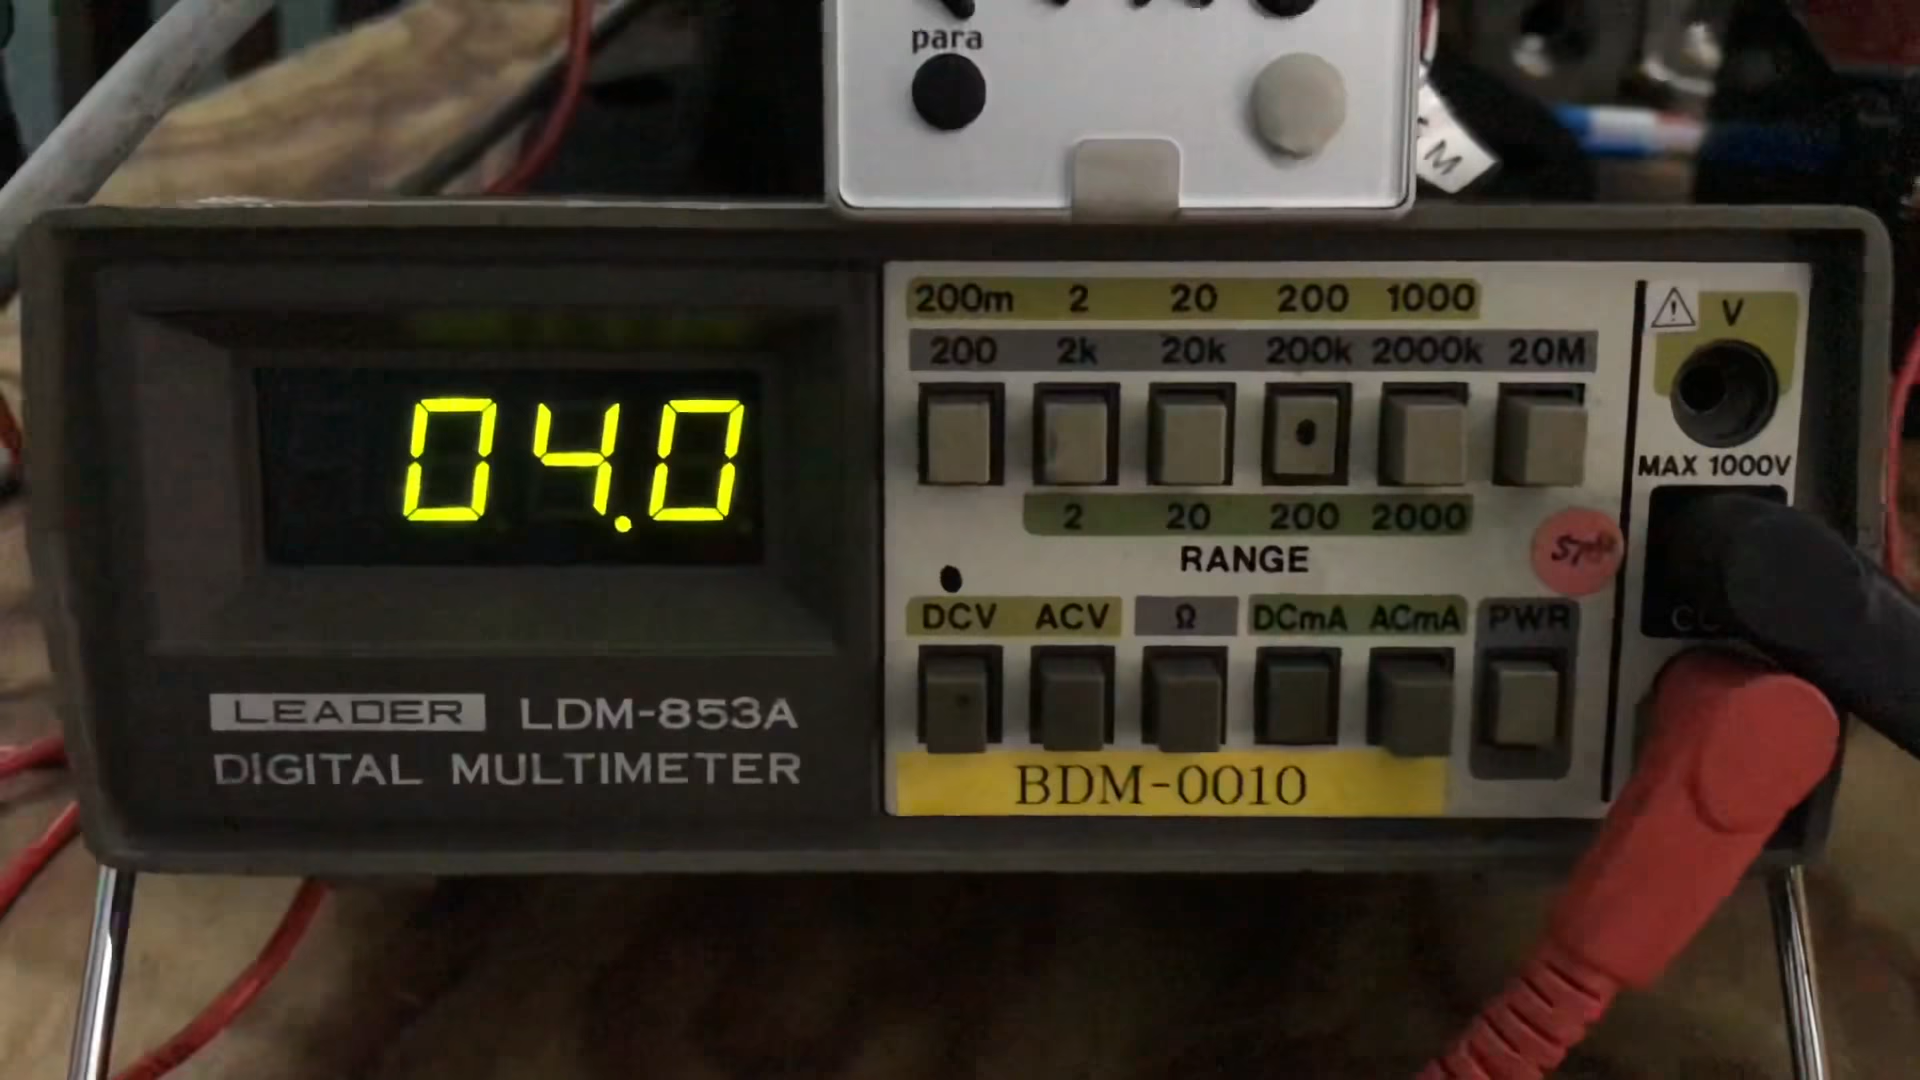 para
M
04.0
200m 2 20 200 1000
200 2k 20k 200k 2000k 20M
2 20 200 2000
RANGE
DCV ACV Ω DCmA ACmA PWR
V
MAX 1000V
LEADER LDM-853A
DIGITAL MULTIMETER
BDM-0010